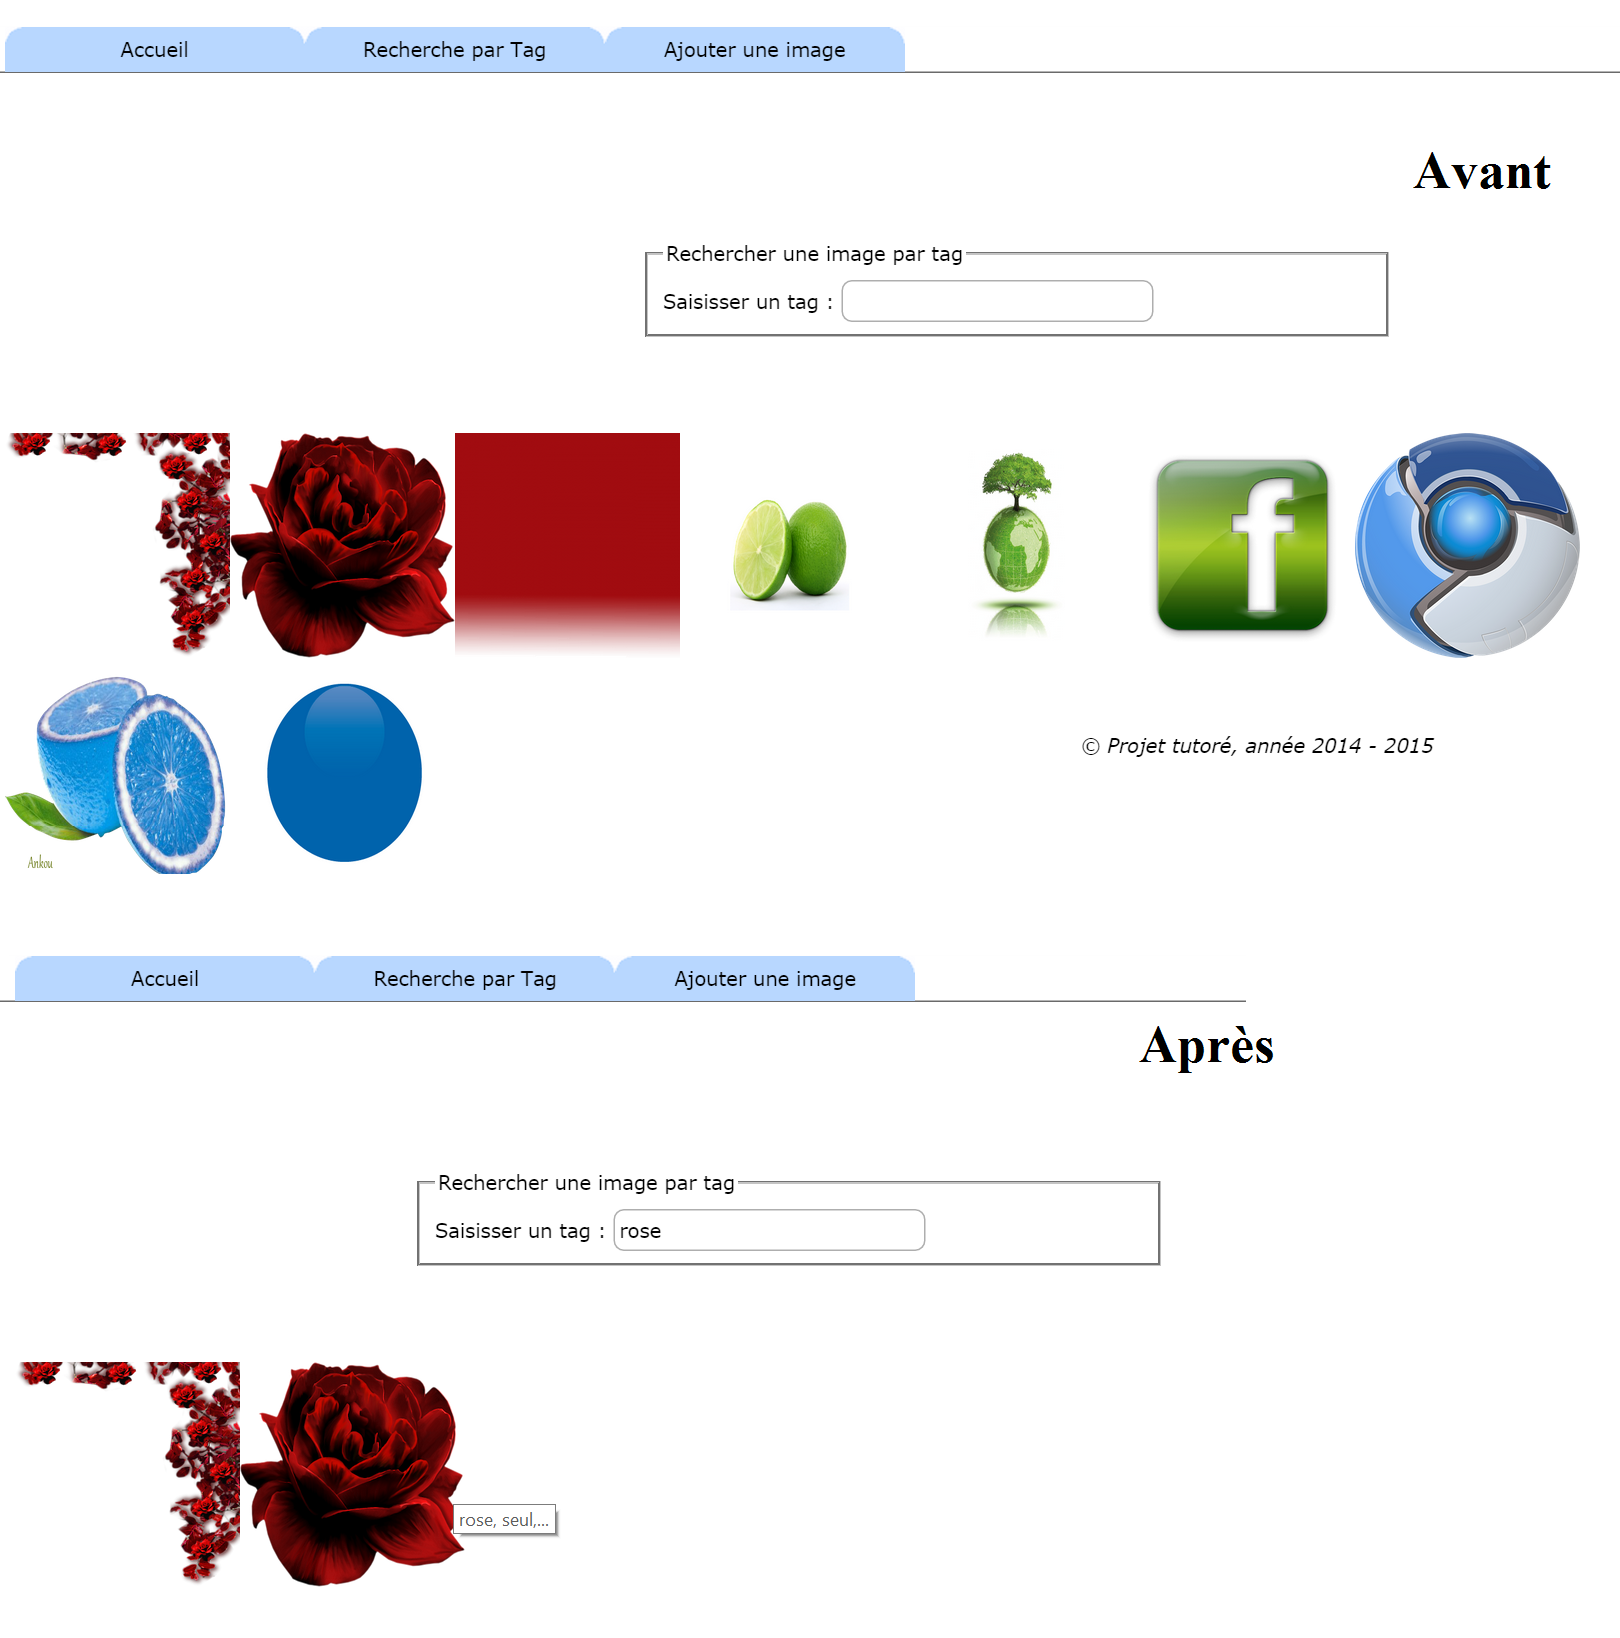 Accueil
Recherche par Tag
Ajouter une image
Avant
Rechercher une image par tag
Saisisser un tag :
f
© Projet tutoré, année 2014 - 2015
Ankou
Accueil
Recherche par Tag
Ajouter une image
Après
Rechercher une image par tag
Saisisser un tag : rose
rose, seul,...